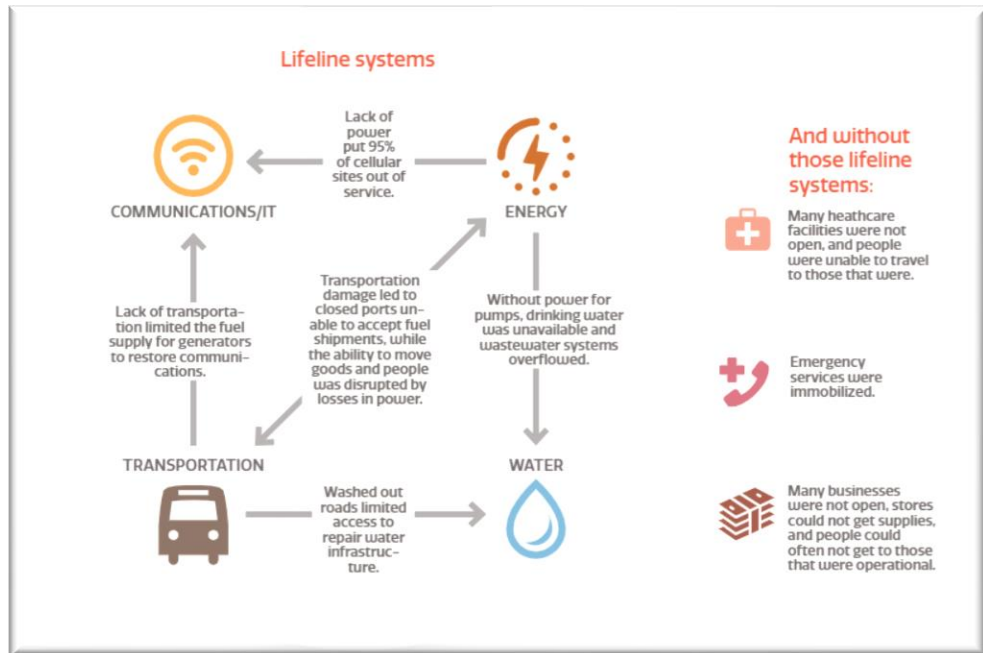 Lifeline systems
Lack of
power
put 95%
of cellular
sites out of
service.
COMMUNICATIONS/IT
ENERGY
Lack of transporta-
tion limited the fuel
supply for generators
to restore communi-
cations.
Transportation
damage led to
closed ports un-
able to accept fuel
shipments, while
the ability to move
goods and people
was disrupted by
losses in power.
Without power for
pumps, drinking water
was unavailable and
wastewater systems
overflowed.
TRANSPORTATION
WATER
Washed out
roads limited
access to
repair water
infrastruc-
ture.
And without
those lifeline
systems:
Many heathcare
facilities were not
open, and people
were unable to travel
to those that were.
Emergency
services were
immobilized.
Many businesses
were not open, stores
could not get supplies,
and people could
often not get to those
that were operational.